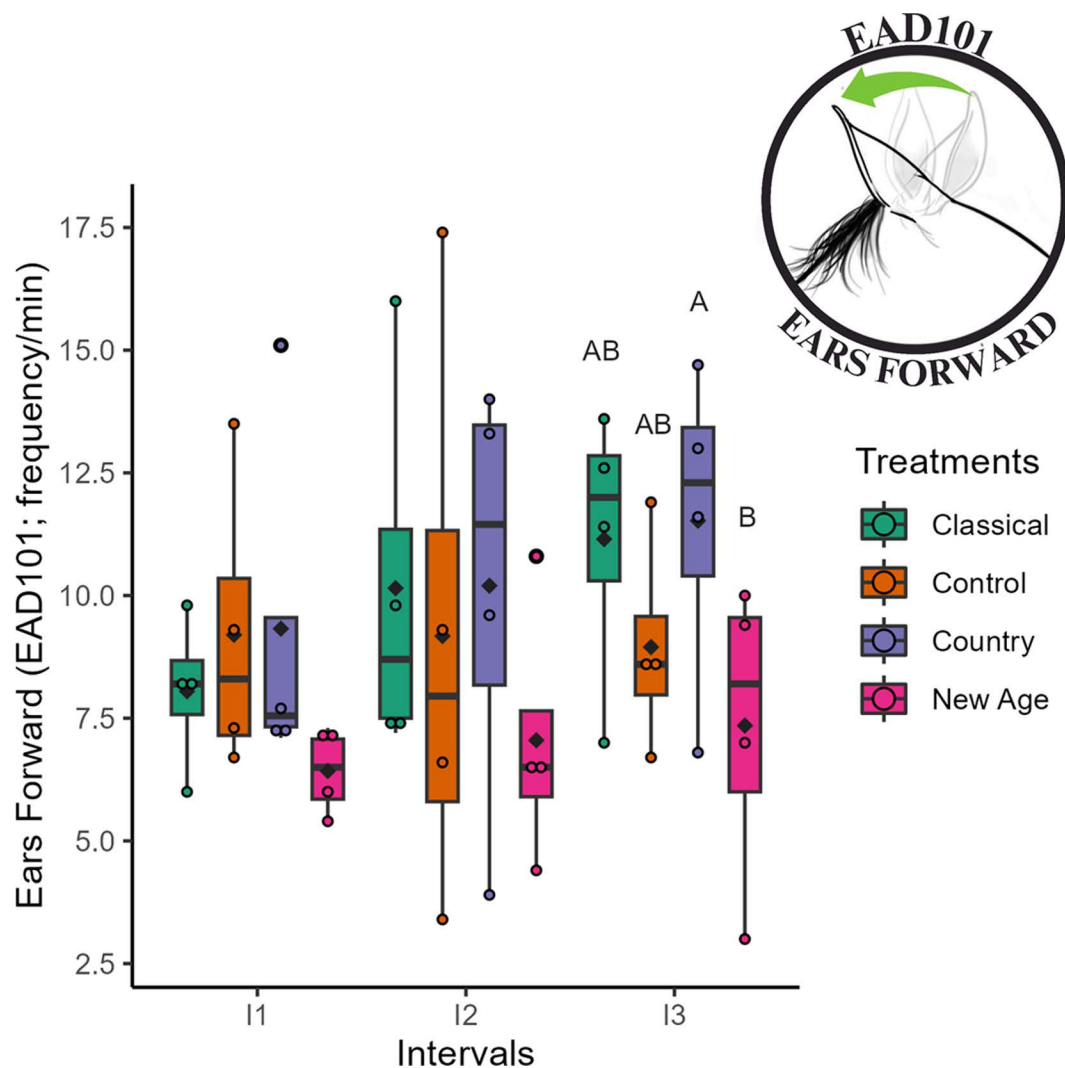 EAD101
EARS FORWARD
Ears Forward (EAD101; frequency/min)
17.5
15.0
12.5
10.0
7.5
5.0
2.5
AB
AB
A
B
I1
I2
I3
Intervals
Treatments
Classical
Control
Country
New Age